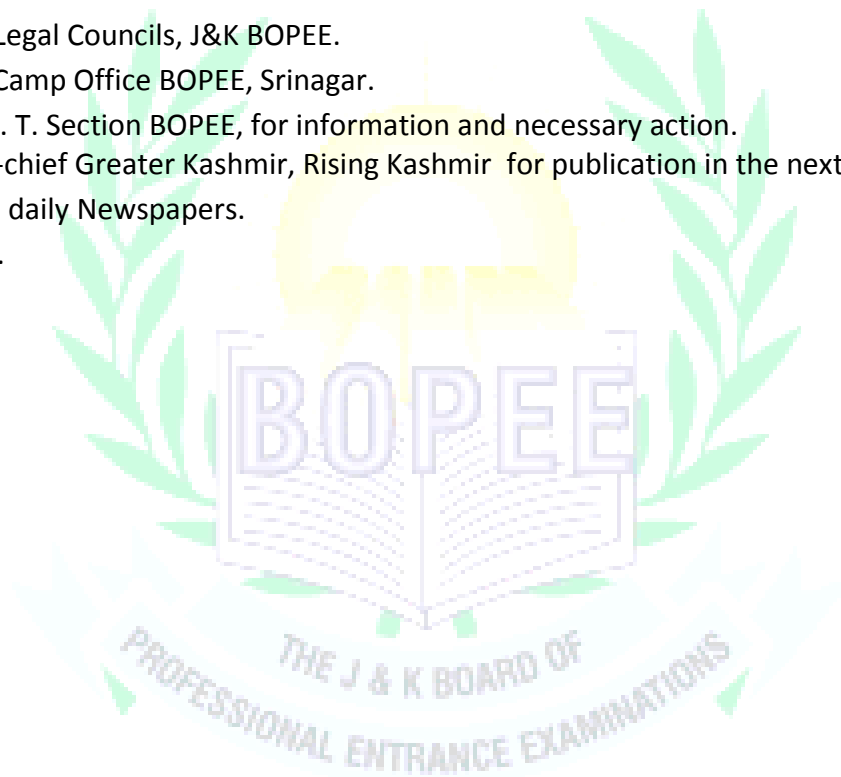 Legal Councils, J&K BOPEE.
Camp Office BOPEE, Srinagar.
. T. Section BOPEE, for information and necessary action.
-chief Greater Kashmir, Rising Kashmir  for publication in the next
daily Newspapers.
.
BOPEE
THE J & K BOARD OF
PROFESSIONAL ENTRANCE EXAMINATIONS